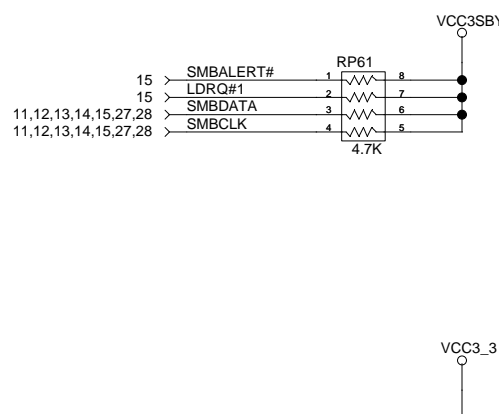 VCC3SBY
RP61
15 SMBALERT# 1 8
15 LDRQ#1 2 7
11,12,13,14,15,27,28 SMBDATA 3 6
11,12,13,14,15,27,28 SMBCLK 4 5
4.7K
VCC3_3